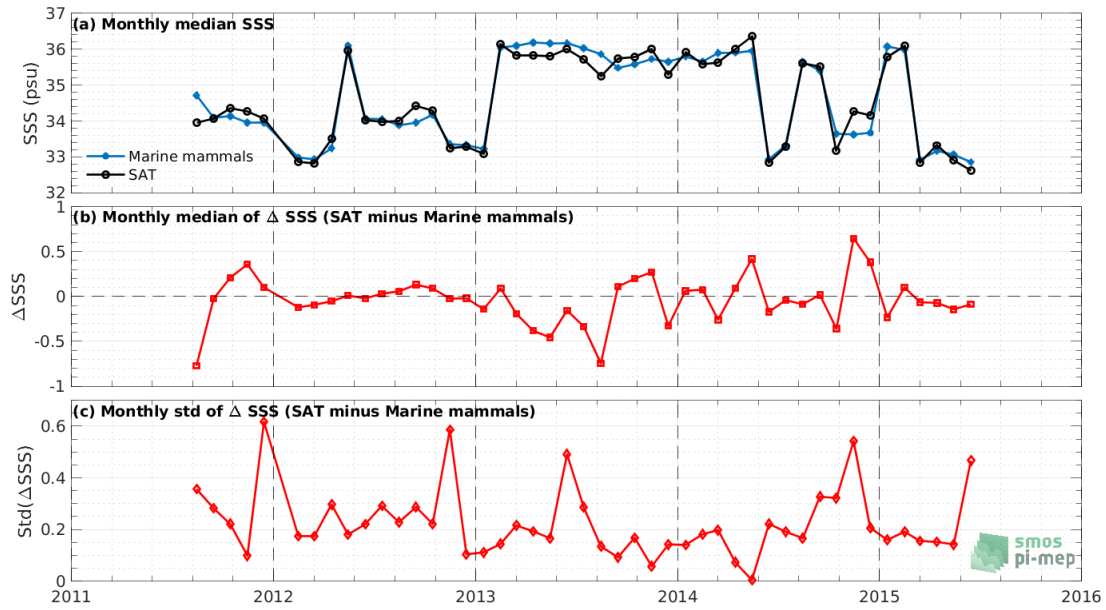 (a) Monthly median SSS
37
36
35
34
33
32
SSS (psu)
Marine mammals
SAT
(b) Monthly median of Δ SSS (SAT minus Marine mammals)
1
0.5
0
-0.5
-1
ΔSSS
(c) Monthly std of Δ SSS (SAT minus Marine mammals)
0.6
0.4
0.2
0
Std(ΔSSS)
smos
pi-mep
2011 2012 2013 2014 2015 2016